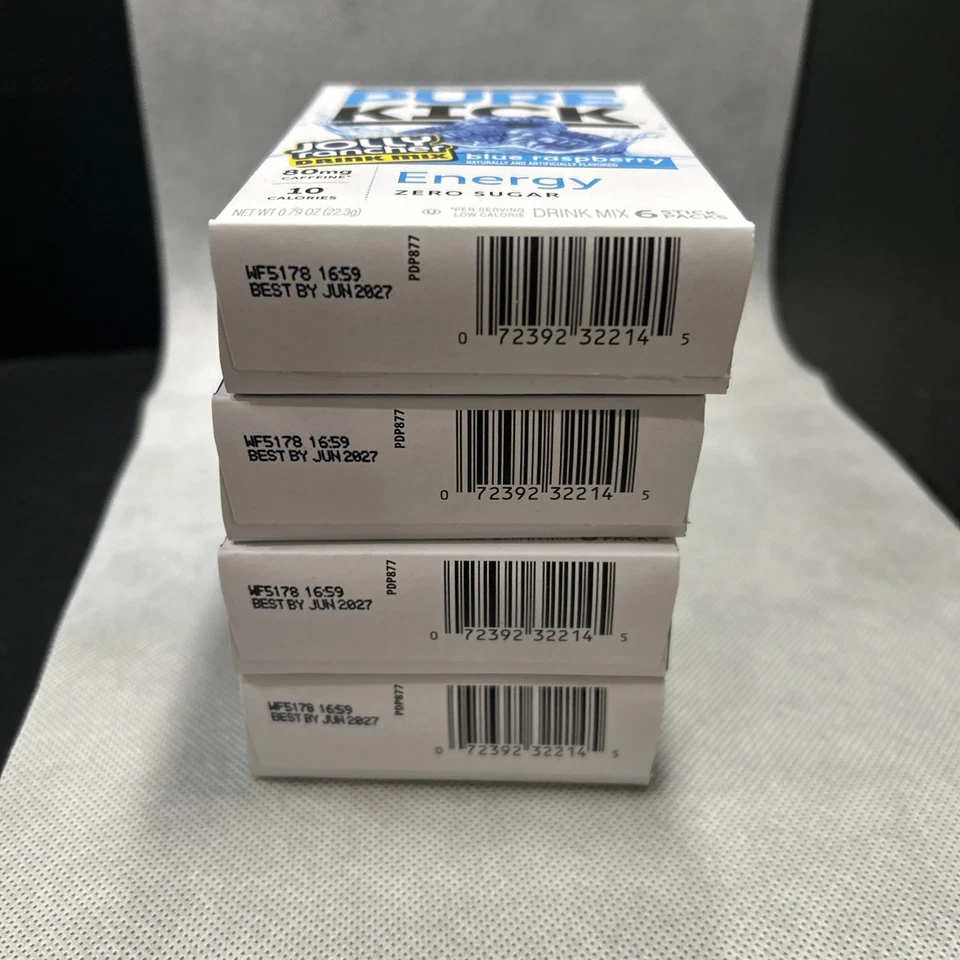 PURE
KICK
JOLLY
rancher
DRINK MIX
blue raspberry
NATURALLY AND ARTIFICIALLY FLAVORED
80mg
CAFFEINE*
Energy
10
CALORIES
ZERO SUGAR
NET WT 0.79 OZ (22.3g)
U
*PER SERVING
LOW CALORIE
DRINK MIX 6 STICK
PACKS
WF5178 16:59
BEST BY JUN 2027
PDP877
0 72392 32214 5
WF5178 16:59
BEST BY JUN 2027
PDP877
0 72392 32214 5
PACKS
WF5178 16:59
BEST BY JUN 2027
PDP877
0 72392 32214 5
WF5178 16:59
BEST BY JUN 2027
PDP877
0 72392 32214 5